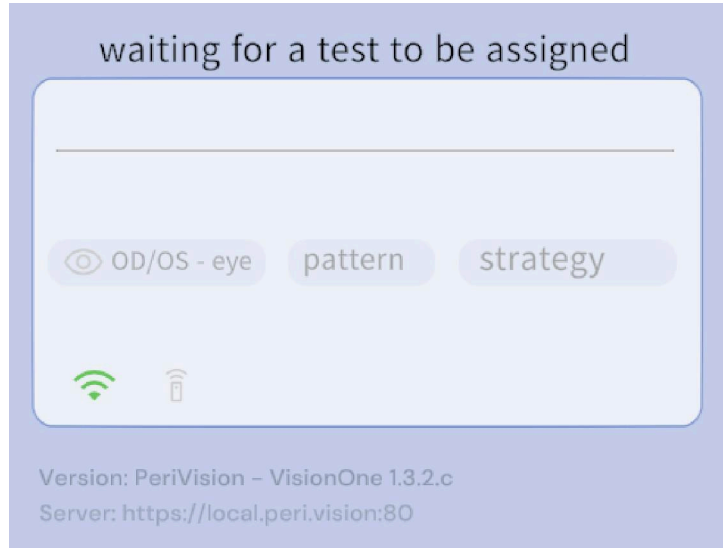 waiting for a test to be assigned
OD/OS - eye pattern strategy
Version: PeriVision – VisionOne 1.3.2.c
Server: https://local.peri.vision:80